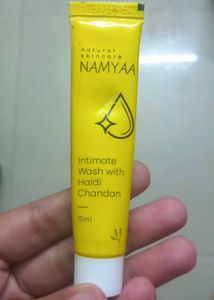 natural
skincare
NAMYAA
Intimate
Wash with
Haldi
Chandan
15ml